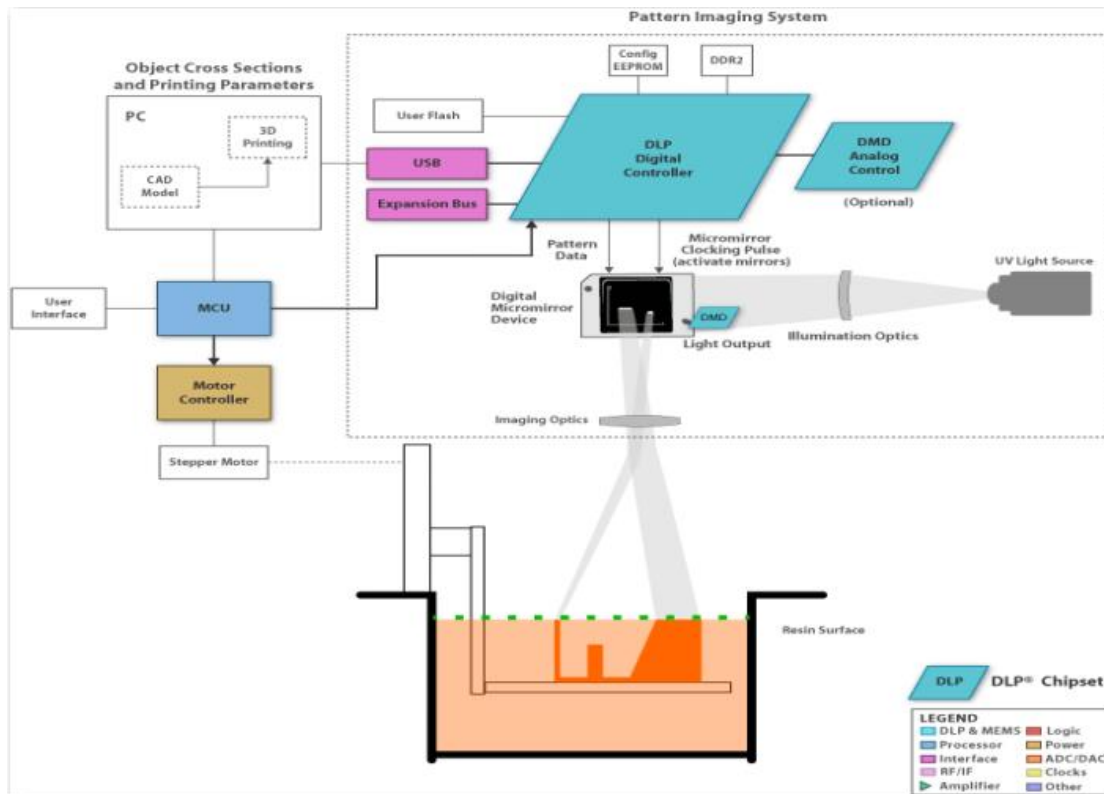 Pattern Imaging System
Object Cross Sections
and Printing Parameters
PC
3D
Printing
CAD
Model
Config
EEPROM
DDR2
User Flash
USB
Expansion Bus
DLP
Digital
Controller
DMD
Analog
Control
(Optional)
Pattern
Data
Micromirror
Clocking Pulse
(activate mirrors)
UV Light Source
User
Interface
MCU
Digital
Micromirror
Device
DMD
Light Output
Illumination Optics
Motor
Controller
Imaging Optics
Stepper Motor
Resin Surface
DLP
DLP® Chipset
LEGEND
DLP & MEMS
Logic
Processor
Power
Interface
ADC/DAC
RF/IF
Clocks
Amplifier
Other